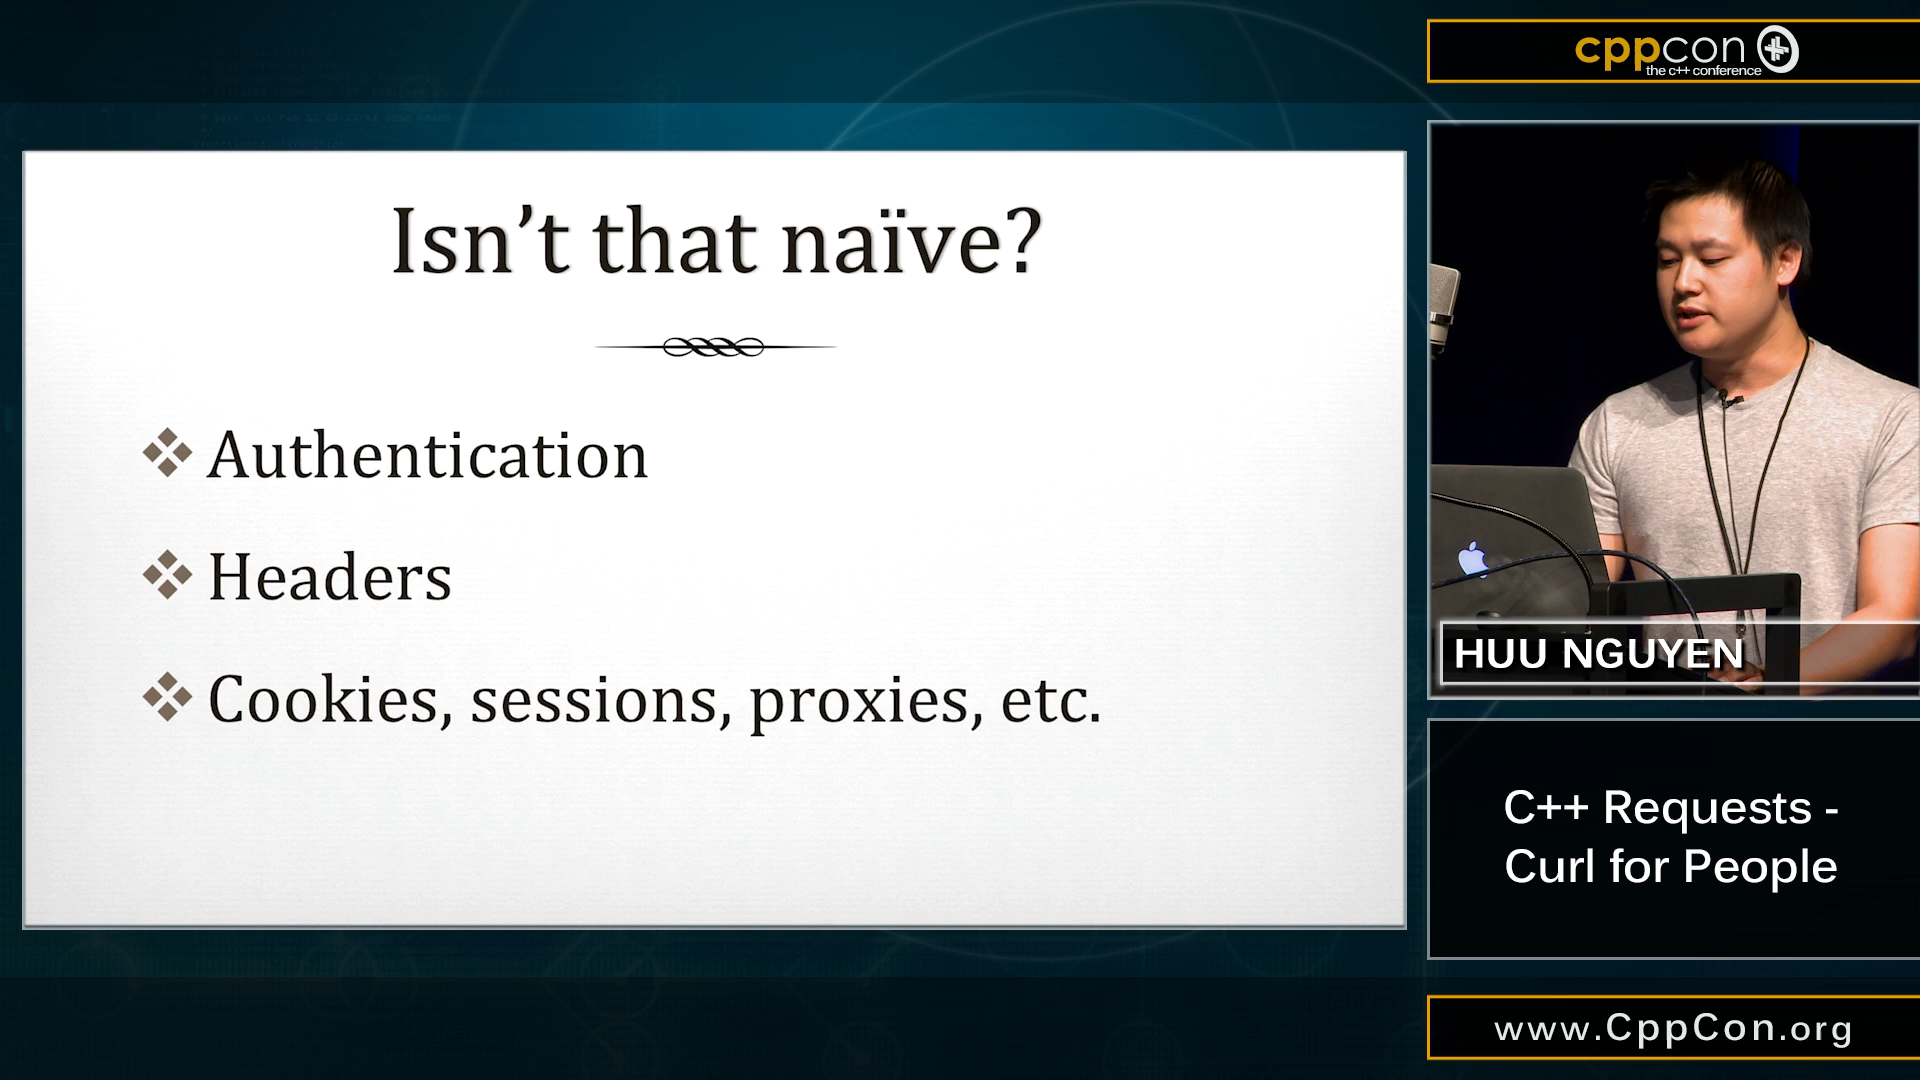 cppcon
the c++ conference
Isn’t that naïve?
Authentication
Headers
Cookies, sessions, proxies, etc.
HUU NGUYEN
C++ Requests -
Curl for People
www.CppCon.org